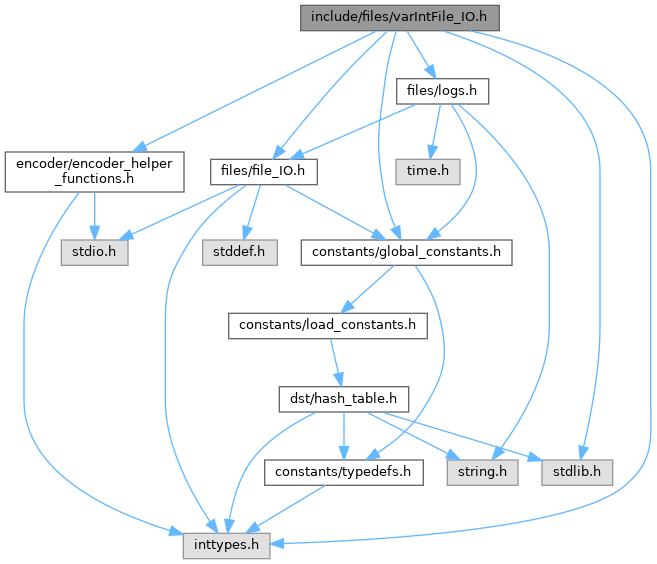 include/files/varIntFile_IO.h
files/logs.h
encoder/encoder_helper
_functions.h
files/file_IO.h
time.h
stdio.h
stddef.h
constants/global_constants.h
constants/load_constants.h
dst/hash_table.h
constants/typedefs.h
string.h
stdlib.h
inttypes.h